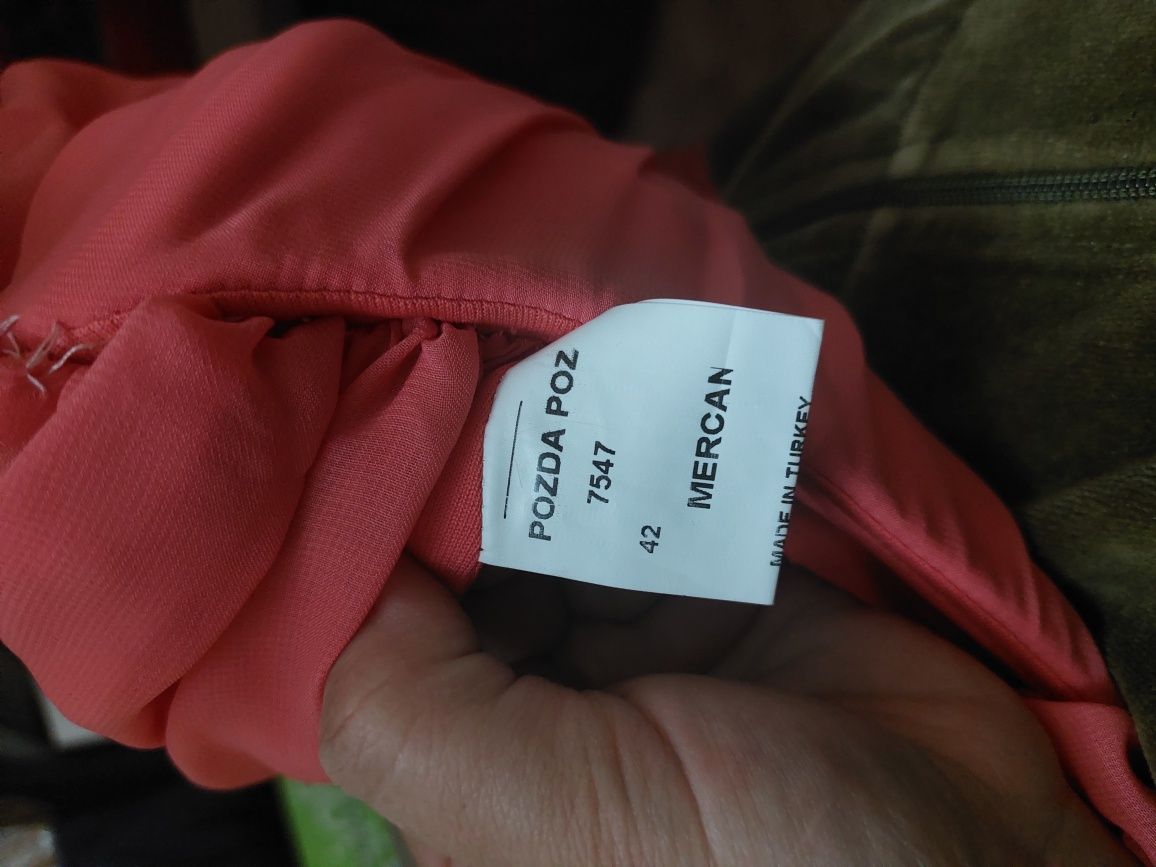 POZDA POZ
7547
42
MERCAN
MADE IN TURKEY